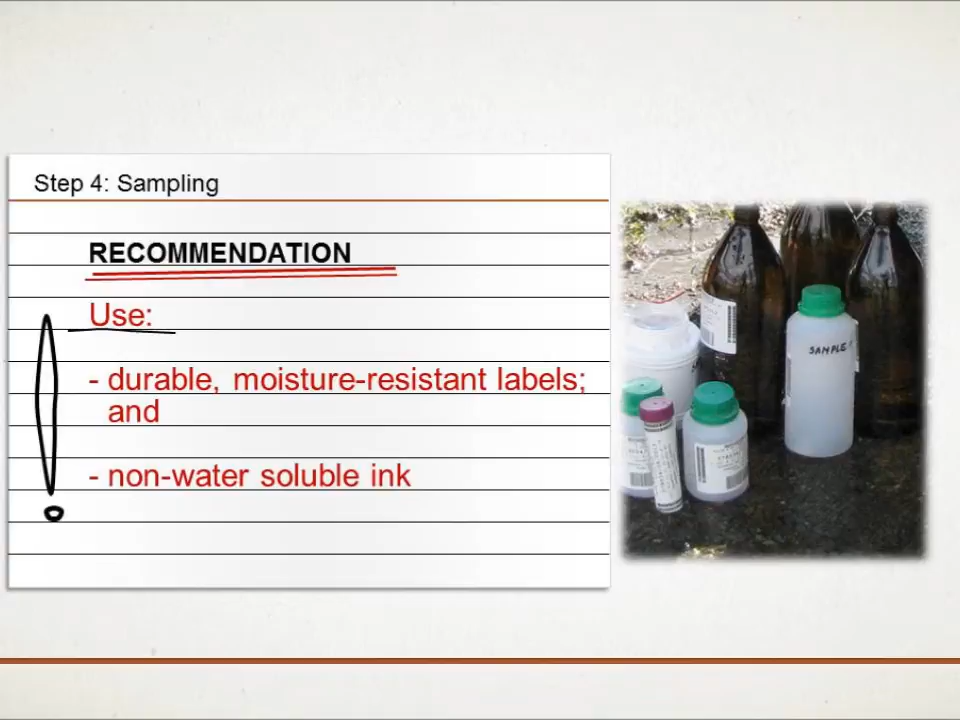 Step 4: Sampling
RECOMMENDATION
Use:
- durable, moisture-resistant labels;
and
- non-water soluble ink
SAMPLE